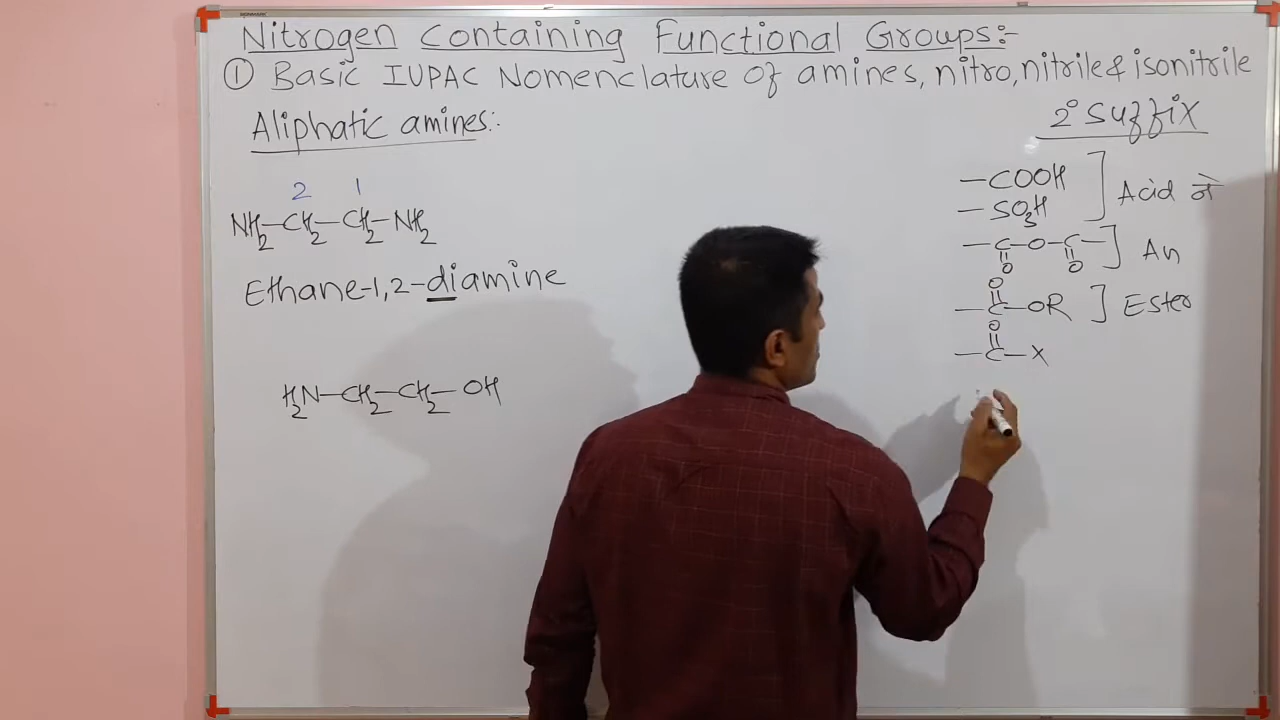 Nitrogen Containing Functional Groups:-
① Basic IUPAC Nomenclature of amines, nitro, nitrile & isonitrile
Aliphatic amines:
2 1
NH2-CH2-CH2-NH2
Ethane-1,2-diamine
H2N-CH2-CH2-OH
2° Suffix
-COOH
-SO3H
] Acid ने
-C-O-C- ] An
O O
O
-C-OR ] Ester
O
-C-X